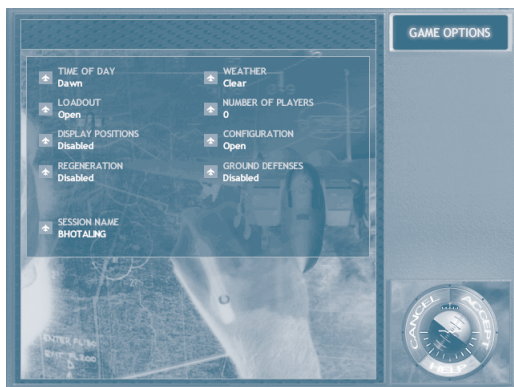 GAME OPTIONS
TIME OF DAY
Dawn
WEATHER
Clear
LOADOUT
Open
NUMBER OF PLAYERS
0
DISPLAY POSITIONS
Disabled
CONFIGURATION
Open
REGENERATION
Disabled
GROUND DEFENSES
Disabled
SESSION NAME
BHOTALING
CANCEL
ACCEPT
HELP